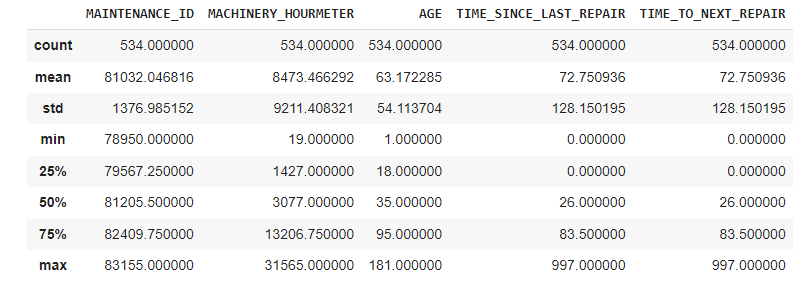 MAINTENANCE_ID MACHINERY_HOURMETER AGE TIME_SINCE_LAST_REPAIR TIME_TO_NEXT_REPAIR
count 534.000000 534.000000 534.000000 534.000000 534.000000
mean 81032.046816 8473.466292 63.172285 72.750936 72.750936
std 1376.985152 9211.408321 54.113704 128.150195 128.150195
min 78950.000000 19.000000 1.000000 0.000000 0.000000
25% 79567.250000 1427.000000 18.000000 0.000000 0.000000
50% 81205.500000 3077.000000 35.000000 26.000000 26.000000
75% 82409.750000 13206.750000 95.000000 83.500000 83.500000
max 83155.000000 31565.000000 181.000000 997.000000 997.000000